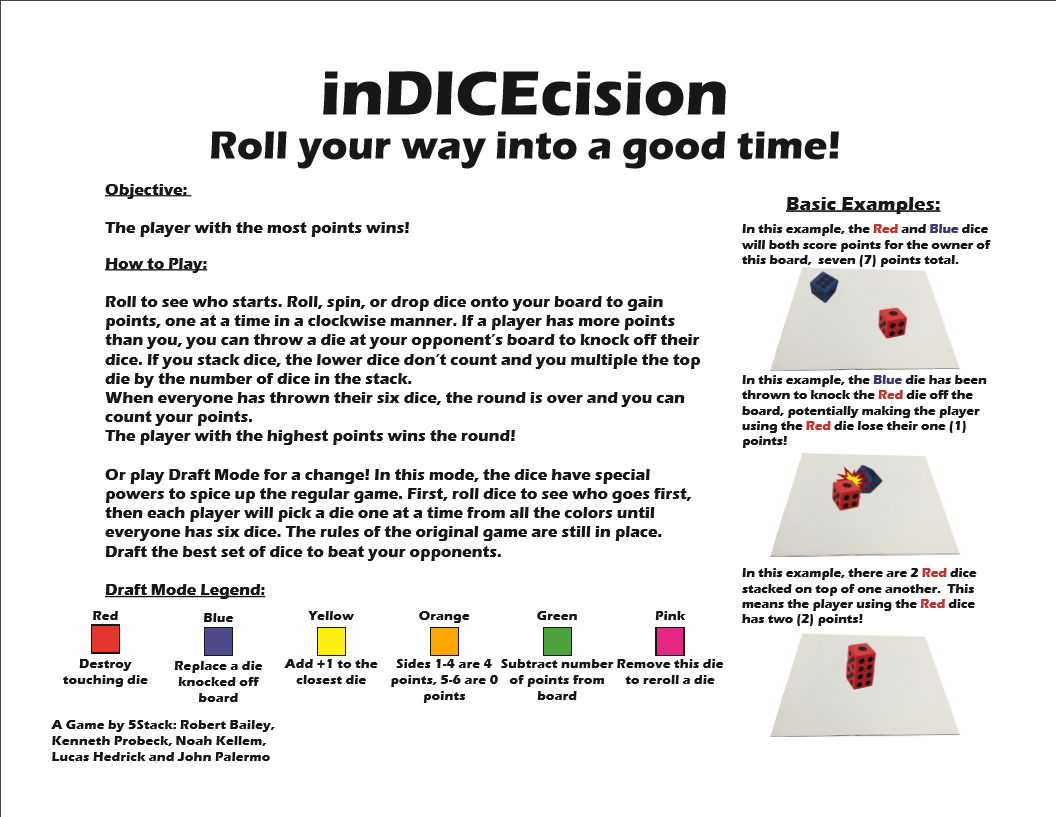 inDICEcision
Roll your way into a good time!
Objective:
The player with the most points wins!
How to Play:
Roll to see who starts. Roll, spin, or drop dice onto your board to gain
points, one at a time in a clockwise manner. If a player has more points
than you, you can throw a die at your opponent's board to knock off their
dice. If you stack dice, the lower dice don't count and you multiple the top
die by the number of dice in the stack.
When everyone has thrown their six dice, the round is over and you can
count your points.
The player with the highest points wins the round!
Or play Draft Mode for a change! In this mode, the dice have special
powers to spice up the regular game. First, roll dice to see who goes first,
then each player will pick a die one at a time from all the colors until
everyone has six dice. The rules of the original game are still in place.
Draft the best set of dice to beat your opponents.
Draft Mode Legend:
Red
Destroy
touching die
Blue
Replace a die
knocked off
board
Yellow
Add +1 to the
closest die
Orange
Sides 1-4 are 4
points, 5-6 are 0
points
Green
Subtract number
of points from
board
Pink
Remove this die
to reroll a die
A Game by 5Stack: Robert Bailey,
Kenneth Probeck, Noah Kellem,
Lucas Hedrick and John Palermo
Basic Examples:
In this example, the Red and Blue dice
will both score points for the owner of
this board, seven (7) points total.
In this example, the Blue die has been
thrown to knock the Red die off the
board, potentially making the player
using the Red die lose their one (1)
points!
In this example, there are 2 Red dice
stacked on top of one another. This
means the player using the Red dice
has two (2) points!